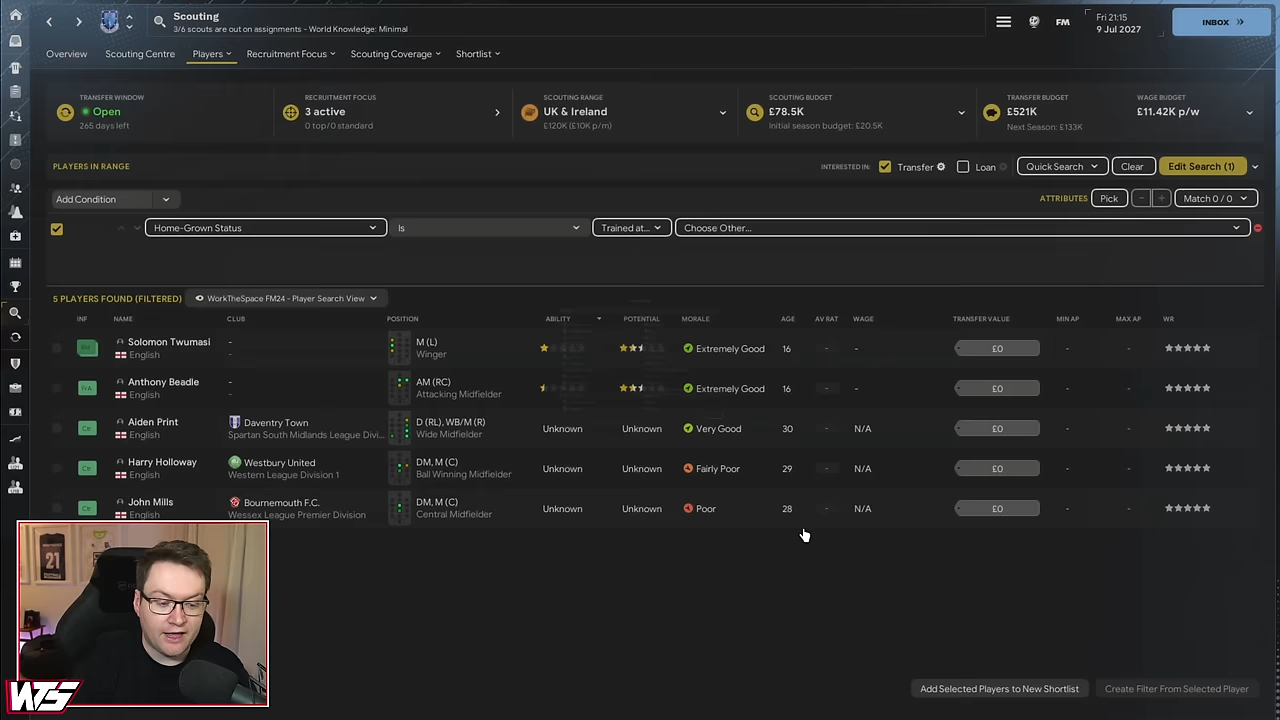 Scouting
3/6 scouts are out on assignments - World Knowledge: Minimal
FM
Fri 21:15
9 Jul 2027
INBOX
Overview
Scouting Centre
Players
Recruitment Focus
Scouting Coverage
Shortlist
TRANSFER WINDOW
Open
265 days left
RECRUITMENT FOCUS
3 active
0 top/0 standard
SCOUTING RANGE
UK & Ireland
£120K (£10K p/m)
SCOUTING BUDGET
£78.5K
Initial season budget: £20.5K
TRANSFER BUDGET
£521K
Next Season: £133K
WAGE BUDGET
£11.42K p/w
PLAYERS IN RANGE
INTERESTED IN:
Transfer
Loan
Quick Search
Clear
Edit Search (1)
Add Condition
ATTRIBUTES
Pick
Match 0 / 0
Home-Grown Status
Is
Trained at...
Choose Other...
5 PLAYERS FOUND (FILTERED)
WorkTheSpace FM24 - Player Search View
INF NAME CLUB POSITION ABILITY POTENTIAL MORALE AGE AV RAT WAGE TRANSFER VALUE MIN AP MAX AP WR
Solomon Twumasi - M (L) Extremely Good 16 - - £0 - -
English - Winger
Anthony Beadle - AM (RC) Extremely Good 16 - - £0 - -
English - Attacking Midfielder
Aiden Print Daventry Town D (RL), WB/M (R) Unknown Unknown Very Good 30 - N/A £0 - -
English Spartan South Midlands League Divi... Wide Midfielder
Harry Holloway Westbury United DM, M (C) Unknown Unknown Fairly Poor 29 - N/A £0 - -
English Western League Division 1 Ball Winning Midfielder
John Mills Bournemouth F.C. DM, M (C) Unknown Unknown Poor 28 - N/A £0 - -
English Wessex League Premier Division Central Midfielder
21
WTS
Add Selected Players to New Shortlist
Create Filter From Selected Player